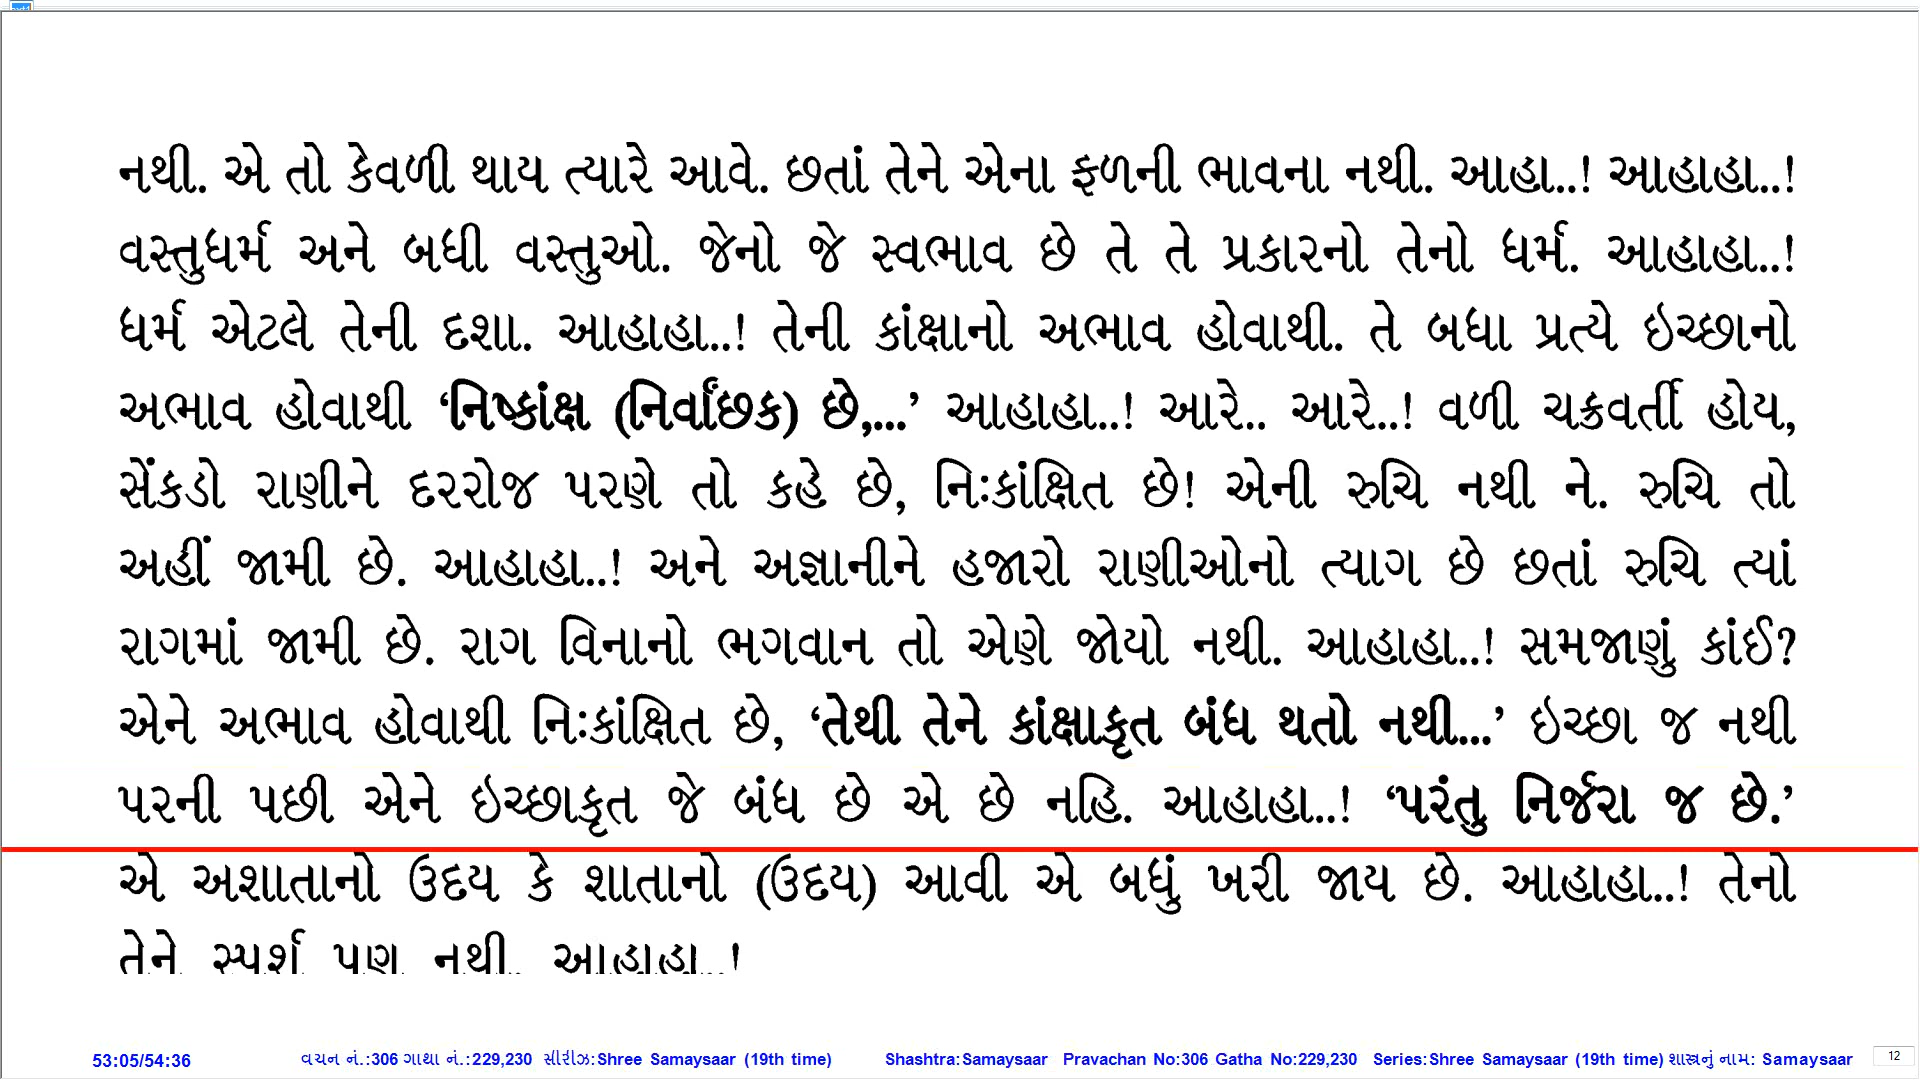 નથી. એ તો કેવળી થાય ત્યારે આવે. છતાં તેને એના ફળની ભાવના નથી. આહા..! આહાહા..!
વસ્તુધર્મ અને બધી વસ્તુઓ. જેનો જે સ્વભાવ છે તે તે પ્રકારનો તેનો ધર્મ. આહાહા..!
ધર્મ એટલે તેની દશા. આહાહા..! તેની કાંક્ષાનો અભાવ હોવાથી. તે બધા પ્રત્યે ઇચ્છાનો
અભાવ હોવાથી ‘નિષ્કાંક્ષ (નિર્વાંછક) છે,...’ આહાહા..! આરે.. આરે..! વળી ચક્રવર્તી હોય,
સેંકડો રાણીને દરરોજ પરણે તો કહે છે, નિઃકાંક્ષિત છે! એની રુચિ નથી ને. રુચિ તો
અહીં જામી છે. આહાહા..! અને અજ્ઞાનીને હજારો રાણીઓનો ત્યાગ છે છતાં રુચિ ત્યાં
રાગમાં જામી છે. રાગ વિનાનો ભગવાન તો એણે જોયો નથી. આહાહા..! સમજાણું કાંઈ?
એને અભાવ હોવાથી નિઃકાંક્ષિત છે, ‘તેથી તેને કાંક્ષાકૃત બંધ થતો નથી...’ ઇચ્છા જ નથી
પરની પછી એને ઇચ્છાકૃત જે બંધ છે એ છે નહિ. આહાહા..! ‘પરંતુ નિર્જરા જ છે.’
એ અશાતાનો ઉદય કે શાતાનો (ઉદય) આવી એ બધું ખરી જાય છે. આહાહા..! તેનો
તેને સ્પર્શ પણ નથી. આહાહા..!
53:05/54:36 વચન નં.:306 ગાથા નં.:229,230 સીરીઝ:Shree Samaysaar (19th time) Shashtra:Samaysaar Pravachan No:306 Gatha No:229,230 Series:Shree Samaysaar (19th time) શાસ્ત્રનું નામ: Samaysaar 12